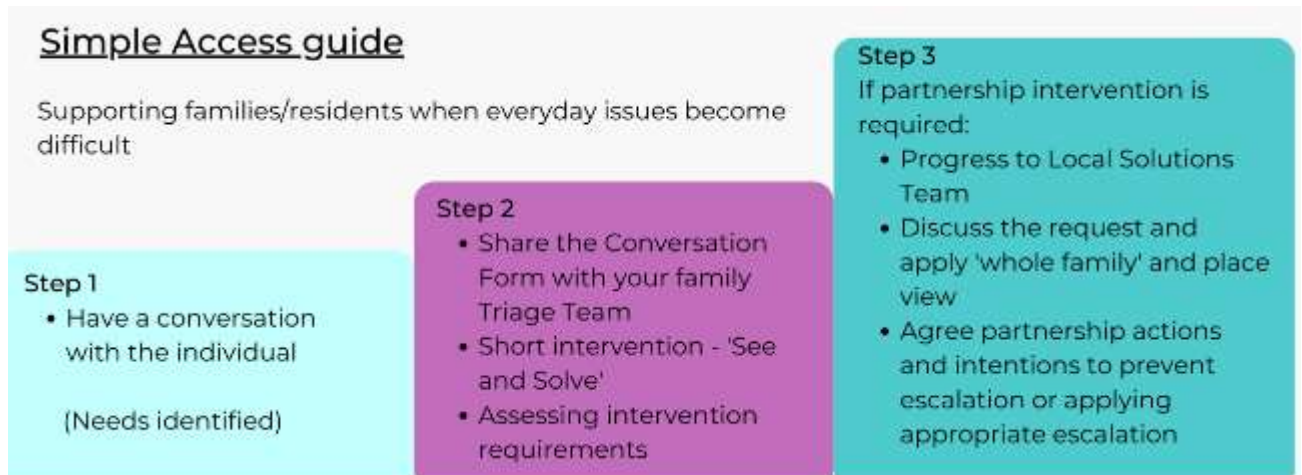 Simple Access guide
Supporting families/residents when everyday issues become
difficult
Step 1
• Have a conversation
with the individual
(Needs identified)
Step 2
• Share the Conversation
Form with your family
Triage Team
• Short intervention - 'See
and Solve'
• Assessing intervention
requirements
Step 3
If partnership intervention is
required:
• Progress to Local Solutions
Team
• Discuss the request and
apply 'whole family' and place
view
• Agree partnership actions
and intentions to prevent
escalation or applying
appropriate escalation